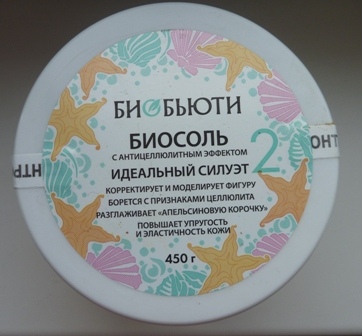 БИОБЬЮТИ
БИОСОЛЬ
С АНТИЦЕЛЛЮЛИТНЫМ ЭФФЕКТОМ
2
ИДЕАЛЬНЫЙ СИЛУЭТ
КОРРЕКТИРУЕТ И МОДЕЛИРУЕТ ФИГУРУ
БОРЕТСЯ С ПРИЗНАКАМИ ЦЕЛЛЮЛИТА
РАЗГЛАЖИВАЕТ «АПЕЛЬСИНОВУЮ КОРОЧКУ»
ПОВЫШАЕТ УПРУГОСТЬ
И ЭЛАСТИЧНОСТЬ КОЖИ
450 г